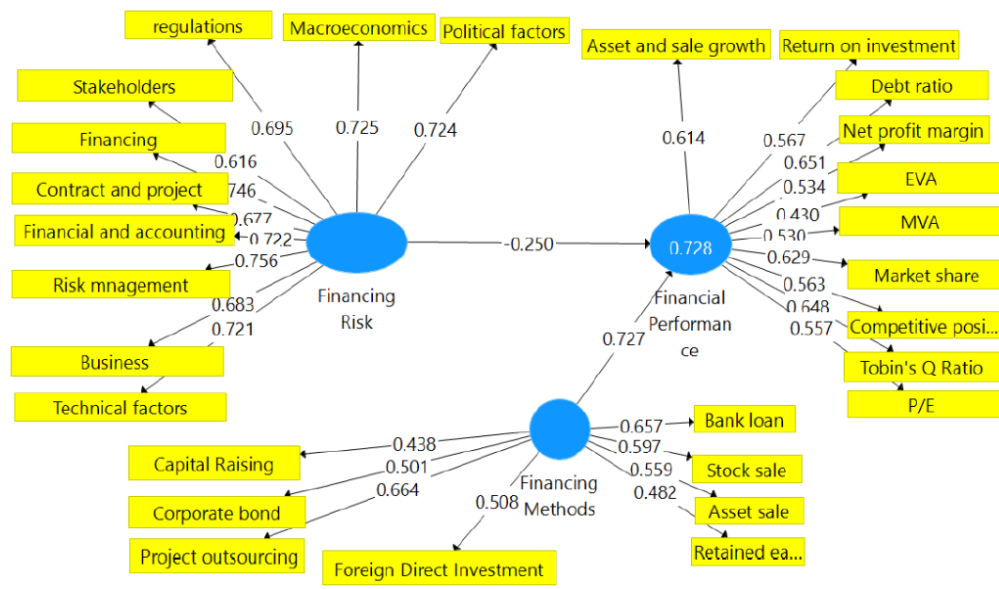 regulations
Macroeconomics
Political factors
Asset and sale growth
Return on investment
Stakeholders
Debt ratio
Financing
0.695
0.725
0.724
0.614
0.567
Net profit margin
0.616
0.651
Contract and project
746
0.534
EVA
0.677
0.430
Financial and accounting
0.722
-0.250
0.728
0.530
MVA
0.756
0.629
Risk mnagement
Market share
0.683
Financing
Risk
Financial
Performan
ce
0.563
0.721
0.648
0.557
Competitive posi...
Business
0.727
Tobin's Q Ratio
Technical factors
P/E
0.657
Bank loan
0.438
0.597
Capital Raising
0.501
0.559
Stock sale
0.664
0.482
Financing
Methods
0.508
Corporate bond
Asset sale
Project outsourcing
Retained ea...
Foreign Direct Investment